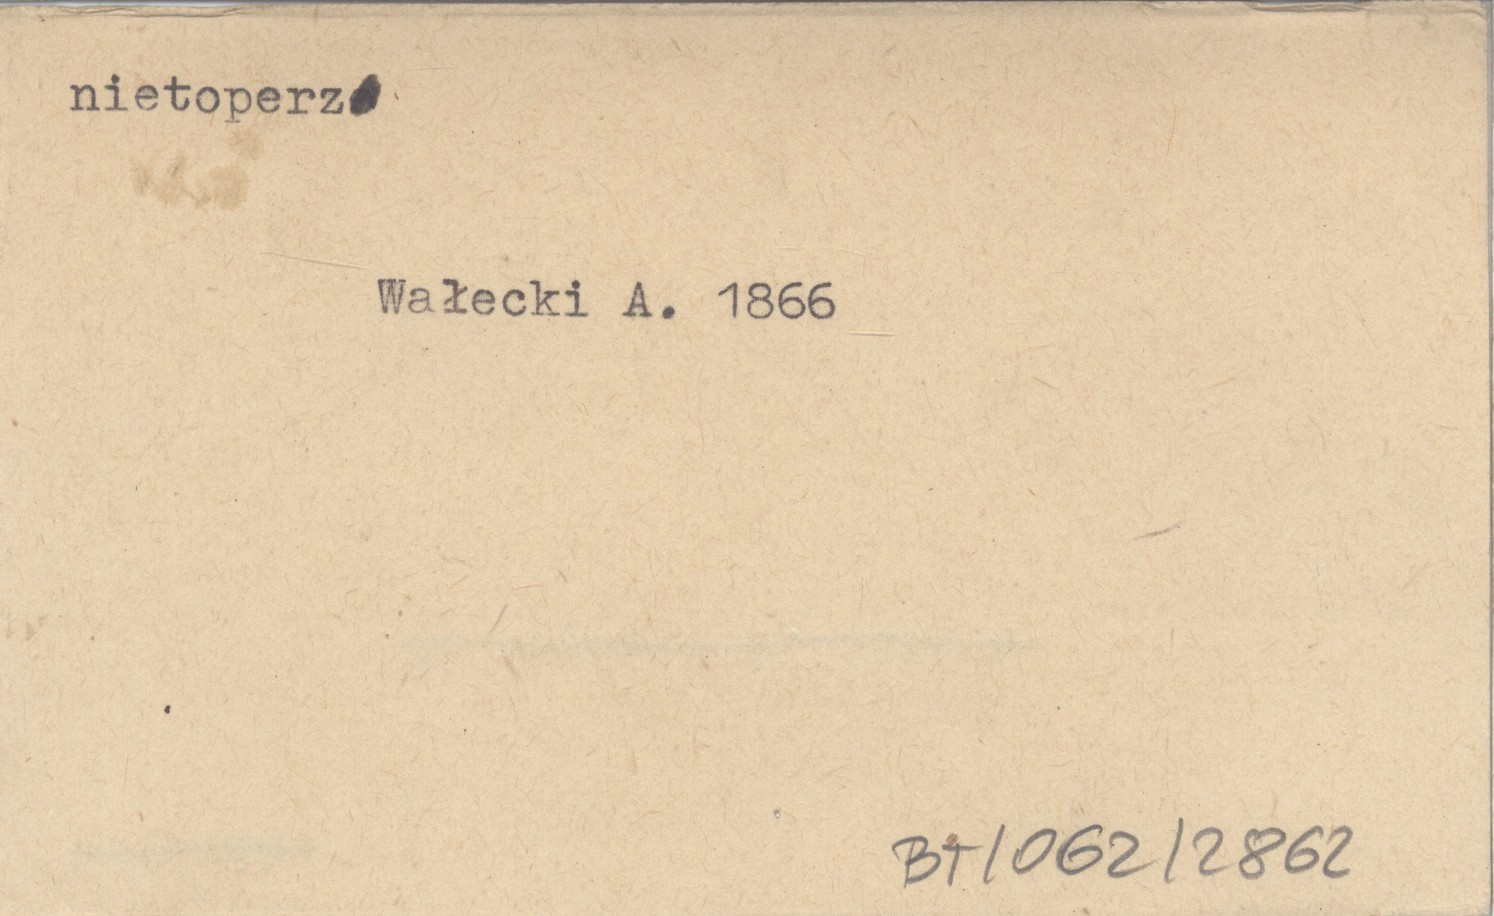 nietoperz
Wałecki A. 1866
BT/062/2862